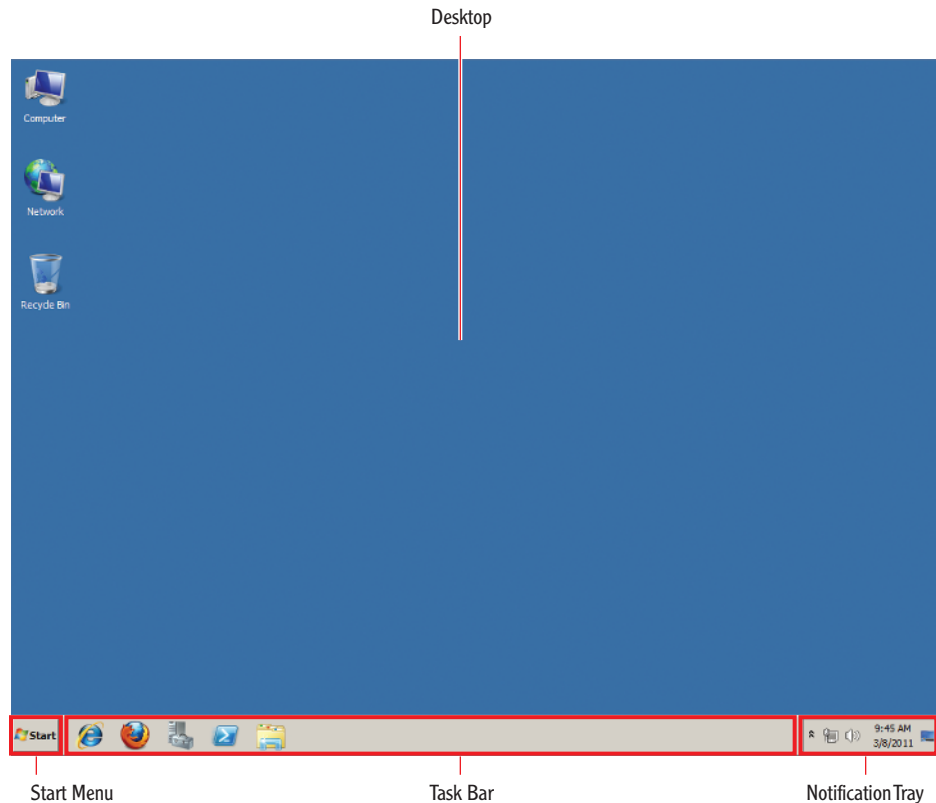 Desktop
Computer
Network
Recycle Bin
Start
9:45 AM
3/8/2011
Start Menu
Task Bar
Notification Tray